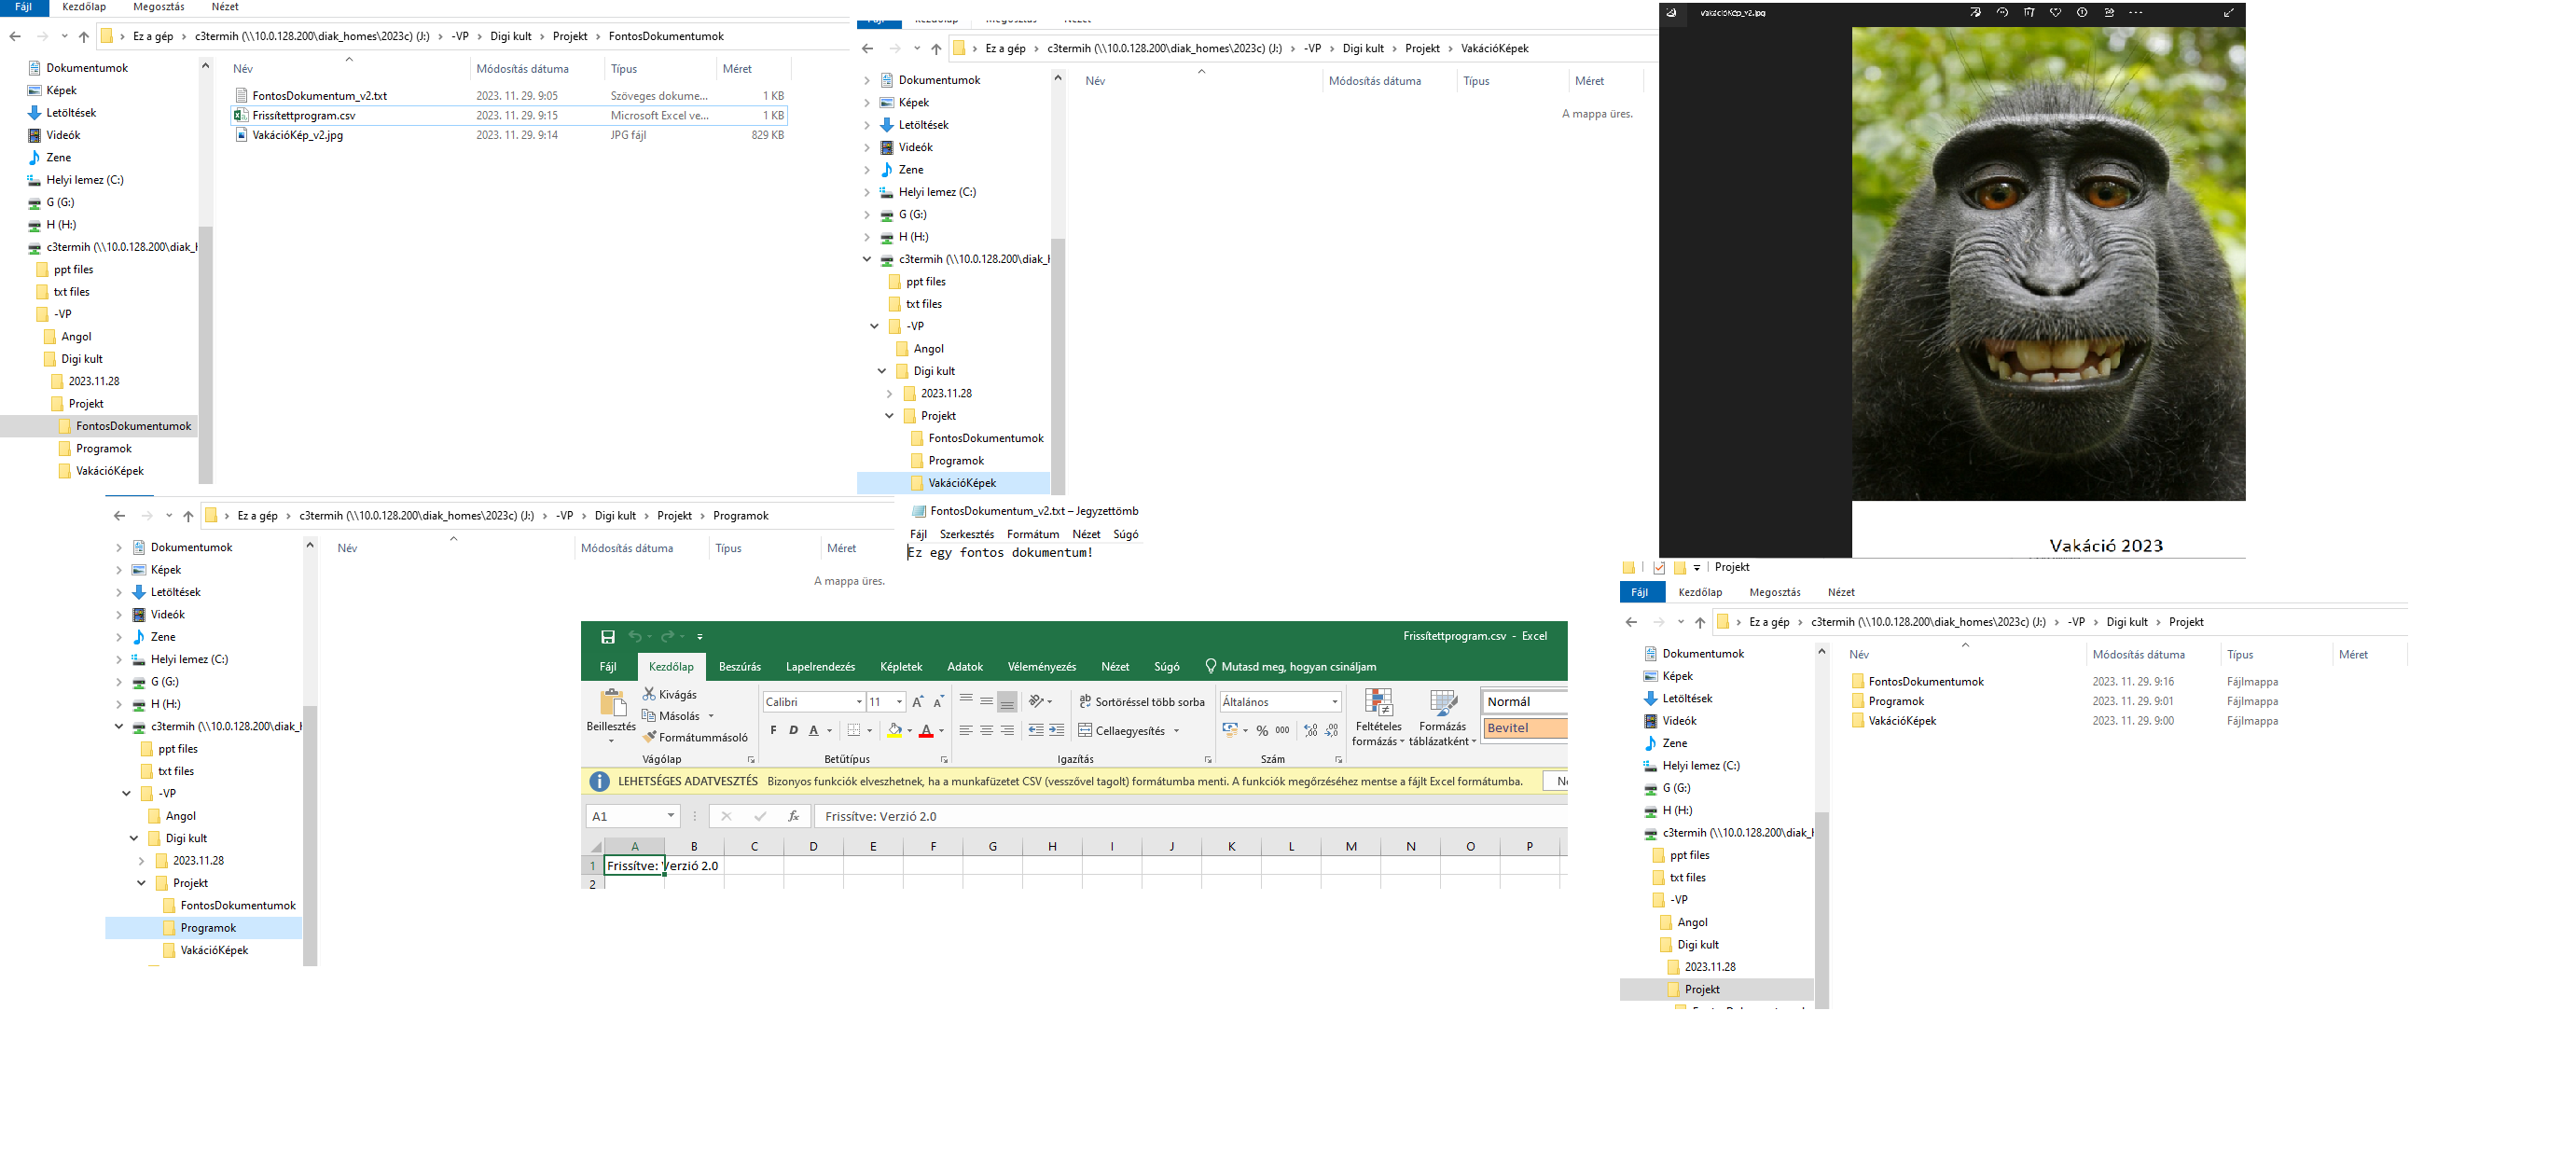 Fájl Kezdőlap Megosztás Nézet
Ez a gép > c3termih (\\10.0.128.200\diak_homes\2023c) (J:) > -VP > Digi kult > Projekt > FontosDokumentumok
Dokumentumok
Képek
Letöltések
Videók
Zene
Helyi lemez (C:)
G (G:)
H (H:)
c3termih (\\10.0.128.200\diak_h
ppt files
txt files
-VP
Angol
Digi kult
2023.11.28
Projekt
FontosDokumentumok
Programok
VakációKépek
Név Módosítás dátuma Típus Méret
FontosDokumentum_v2.txt 2023. 11. 29. 9:05 Szöveges dokume... 1 KB
Frissítettprogram.csv 2023. 11. 29. 9:15 Microsoft Excel ve... 1 KB
VakációKép_v2.jpg 2023. 11. 29. 9:14 JPG fájl 829 KB
Ez a gép > c3termih (\\10.0.128.200\diak_homes\2023c) (J:) > -VP > Digi kult > Projekt > VakációKépek
Dokumentumok
Képek
Letöltések
Videók
Zene
Helyi lemez (C:)
G (G:)
H (H:)
c3termih (\\10.0.128.200\diak_h
ppt files
txt files
-VP
Angol
Digi kult
2023.11.28
Projekt
FontosDokumentumok
Programok
VakációKépek
Név Módosítás dátuma Típus Méret
A mappa üres.
VakációKép_v2.jpg
Vakáció 2023
Ez a gép > c3termih (\\10.0.128.200\diak_homes\2023c) (J:) > -VP > Digi kult > Projekt > Programok
Dokumentumok
Képek
Letöltések
Videók
Zene
Helyi lemez (C:)
G (G:)
H (H:)
c3termih (\\10.0.128.200\diak_h
ppt files
txt files
-VP
Angol
Digi kult
2023.11.28
Projekt
FontosDokumentumok
Programok
VakációKépek
Név Módosítás dátuma Típus Méret
A mappa üres.
FontosDokumentum_v2.txt – Jegyzettömb
Fájl Szerkesztés Formátum Nézet Súgó
Ez egy fontos dokumentum!
Frissítettprogram.csv - Excel
Fájl Kezdőlap Beszúrás Lapelrendezés Képletek Adatok Véleményezés Nézet Súgó Mutasd meg, hogyan csináljam
Beillesztés
Kivágás
Másolás
Formátummásoló
Vágólap
Calibri 11
F D A
Betűtípus
Sortöréssel több sorba
Cellaegyesítés
Igazítás
Általános
% 000
Szám
Feltételes formázás
Formázás táblázatként
Normál
Bevitel
LEHETSÉGES ADATVESZTÉS Bizonyos funkciók elveszhetnek, ha a munkafüzetet CSV (vesszővel tagolt) formátumba menti. A funkciók megőrzéséhez mentse a fájlt Excel formátumba.
A1 fx Frissítve: Verzió 2.0
A B C D E F G H I J K L M N O P
1 Frissítve: Verzió 2.0
2
Projekt
Fájl Kezdőlap Megosztás Nézet
Ez a gép > c3termih (\\10.0.128.200\diak_homes\2023c) (J:) > -VP > Digi kult > Projekt
Dokumentumok
Képek
Letöltések
Videók
Zene
Helyi lemez (C:)
G (G:)
H (H:)
c3termih (\\10.0.128.200\diak_h
ppt files
txt files
-VP
Angol
Digi kult
2023.11.28
Projekt
Név Módosítás dátuma Típus Méret
FontosDokumentumok 2023. 11. 29. 9:16 Fájlmappa
Programok 2023. 11. 29. 9:01 Fájlmappa
VakációKépek 2023. 11. 29. 9:00 Fájlmappa